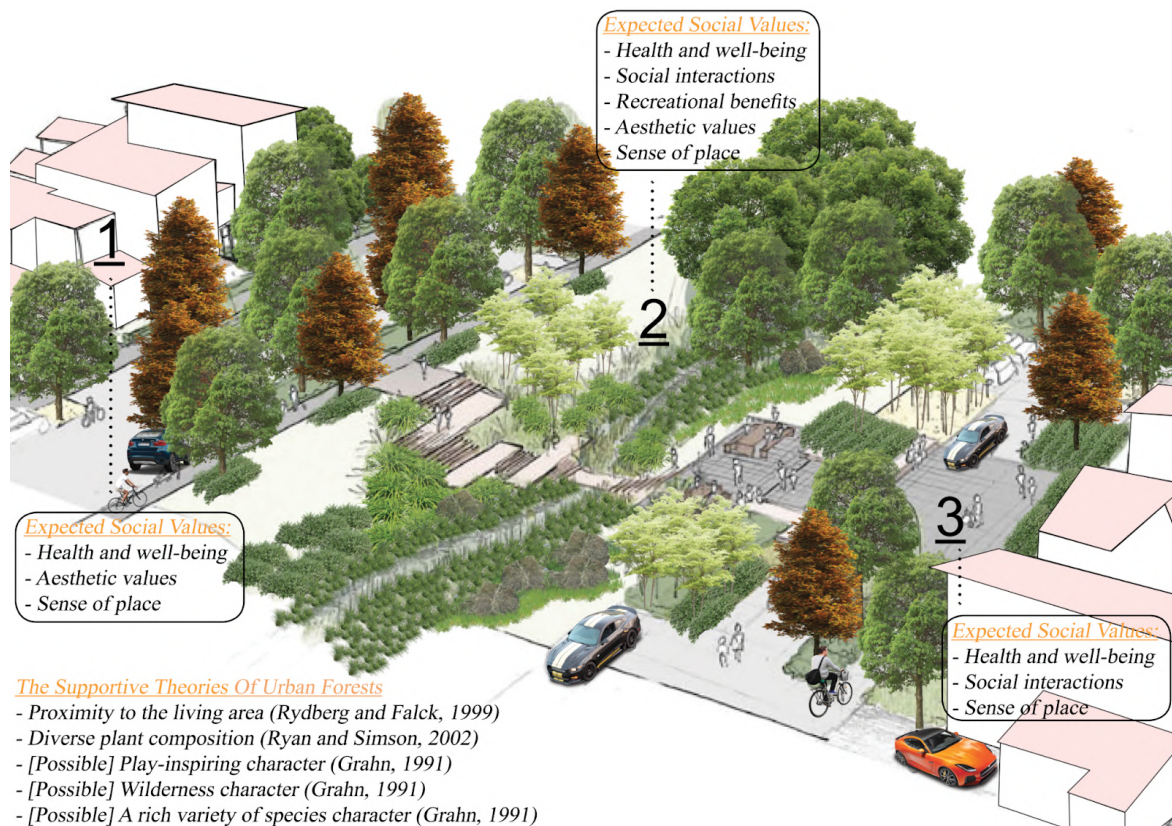 Expected Social Values:
- Health and well-being
- Social interactions
- Recreational benefits
- Aesthetic values
- Sense of place
1
2
3
Expected Social Values:
- Health and well-being
- Aesthetic values
- Sense of place
Expected Social Values:
- Health and well-being
- Social interactions
- Sense of place
The Supportive Theories Of Urban Forests
- Proximity to the living area (Rydberg and Falck, 1999)
- Diverse plant composition (Ryan and Simson, 2002)
- [Possible] Play-inspiring character (Grahn, 1991)
- [Possible] Wilderness character (Grahn, 1991)
- [Possible] A rich variety of species character (Grahn, 1991)